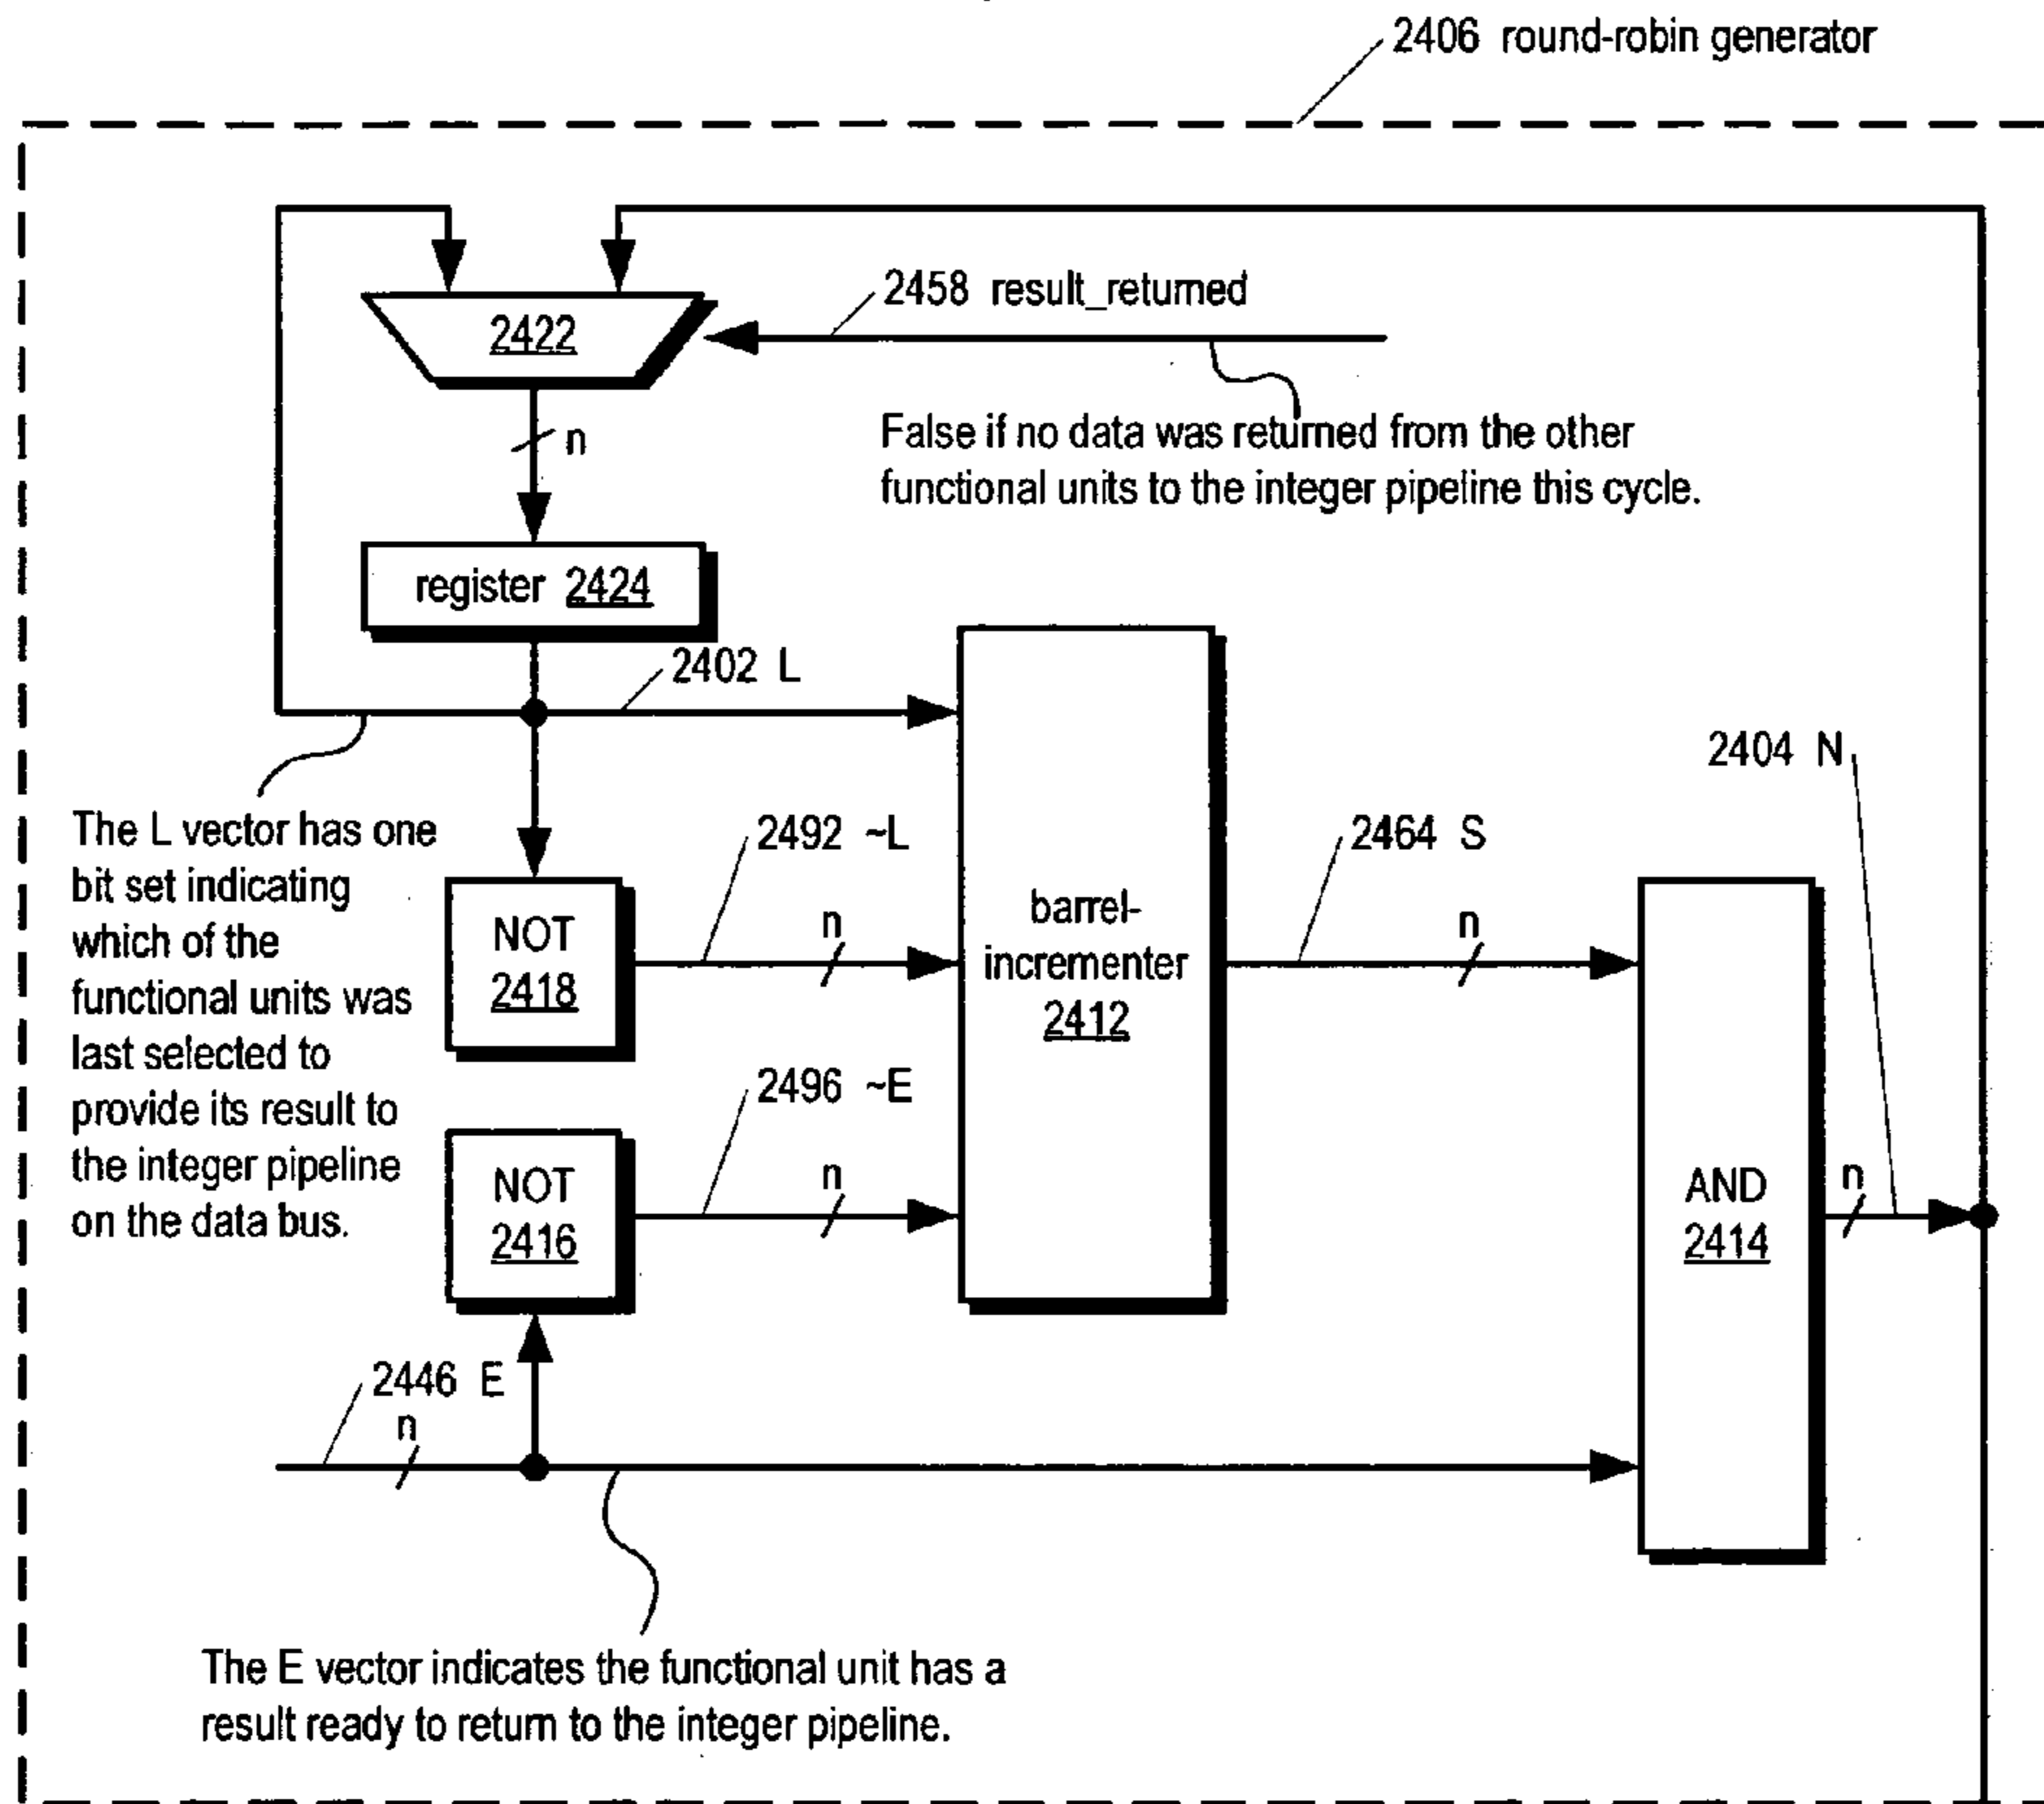 2406 round-robin generator
2422
2458 result_returned
n
False if no data was returned from the other
functional units to the integer pipeline this cycle.
register 2424
2402 L
2404 N
The L vector has one
bit set indicating
which of the
functional units was
last selected to
provide its result to
the integer pipeline
on the data bus.
2492 ~L
2464 S
NOT
2418
n
barrel-
incrementer
2412
n
2496 ~E
NOT
2416
n
AND
2414
n
2446 E
n
The E vector indicates the functional unit has a
result ready to return to the integer pipeline.